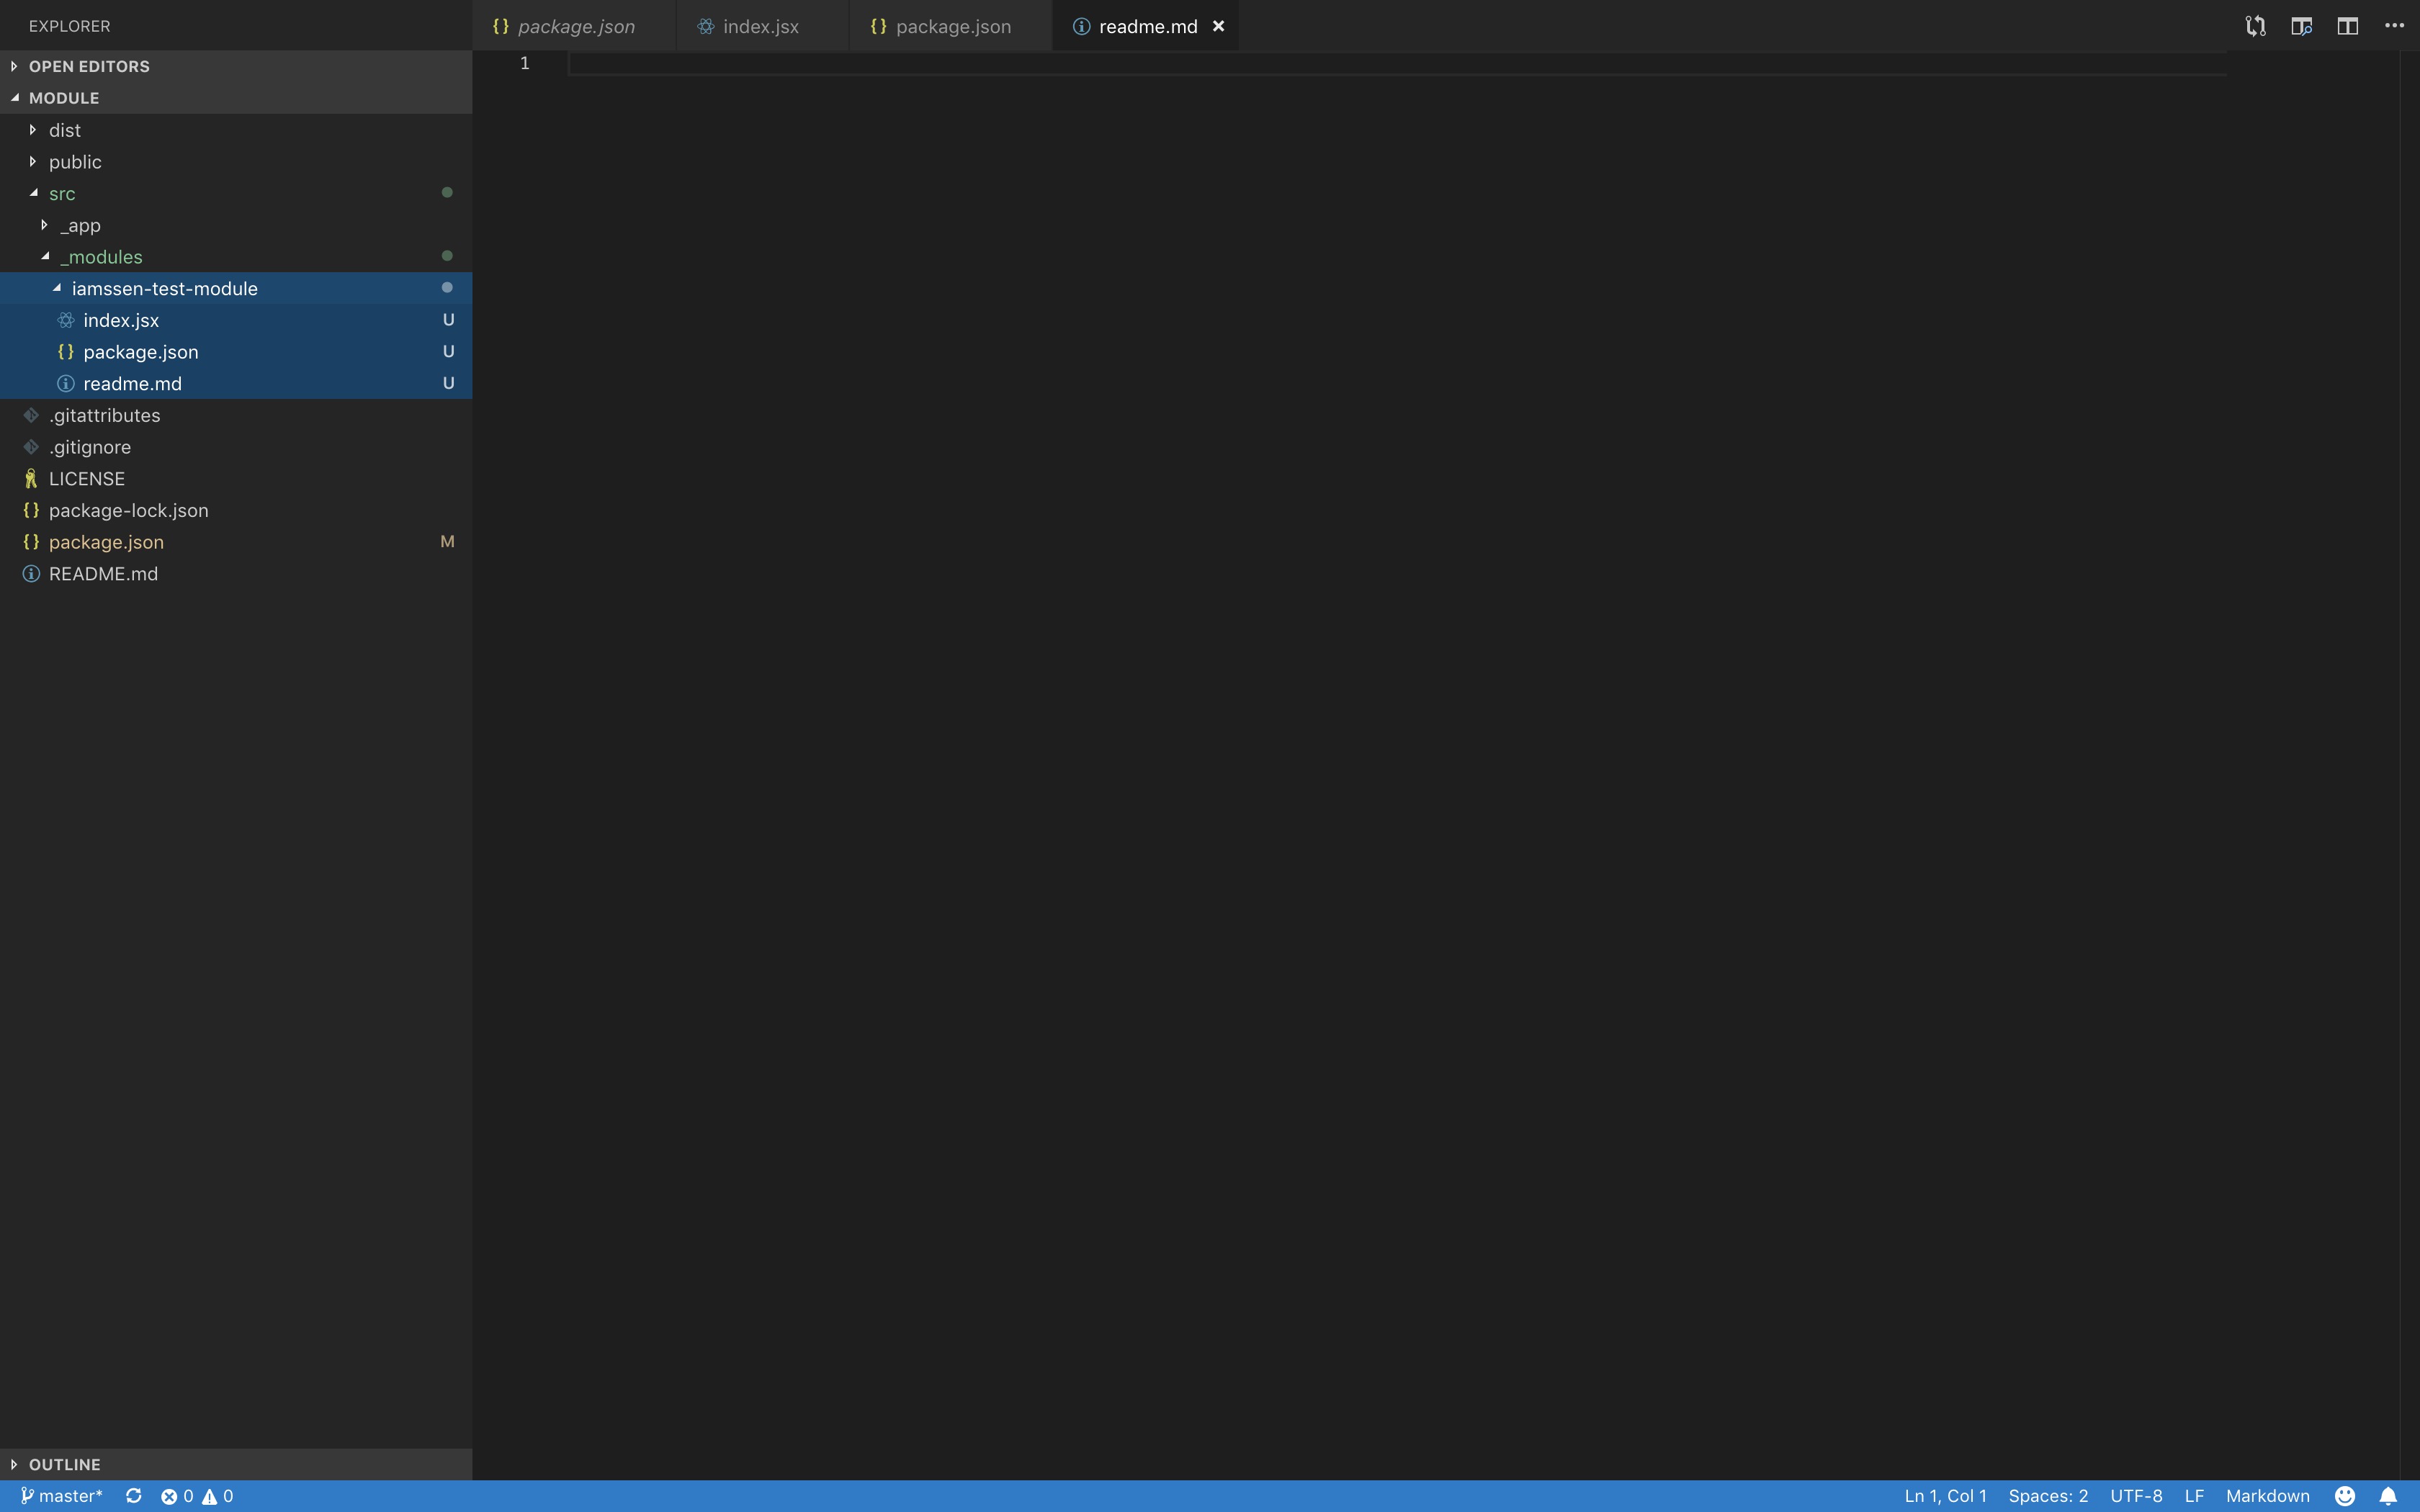 EXPLORER
package.json
index.jsx
package.json
readme.md
OPEN EDITORS
MODULE
dist
public
src
_app
_modules
iamssen-test-module
index.jsx U
package.json U
readme.md U
.gitattributes
.gitignore
LICENSE
package-lock.json
package.json M
README.md
1
OUTLINE
master* 0 0 Ln 1, Col 1 Spaces: 2 UTF-8 LF Markdown